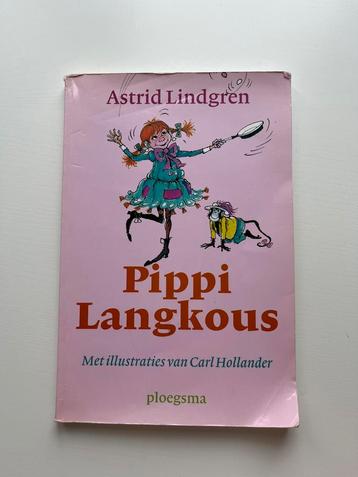 Astrid Lindgren
Pippi
Langkous
Met illustraties van Carl Hollander
ploegsma